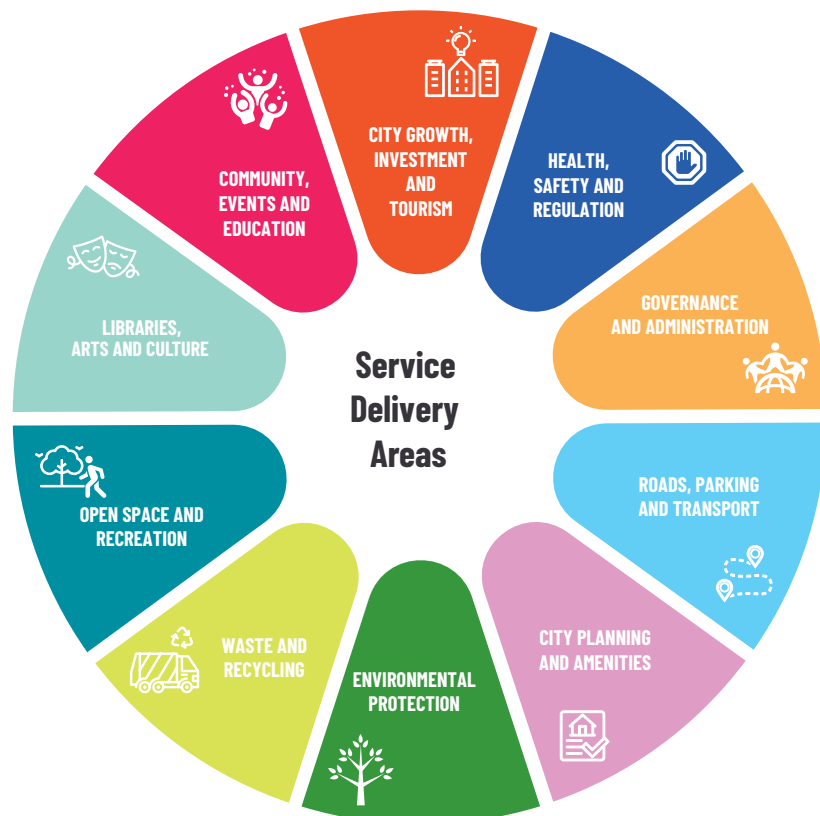 CITY GROWTH,
INVESTMENT
AND
TOURISM
HEALTH,
SAFETY AND
REGULATION
GOVERNANCE
AND ADMINISTRATION
ROADS, PARKING
AND TRANSPORT
CITY PLANNING
AND AMENITIES
ENVIRONMENTAL
PROTECTION
WASTE AND
RECYCLING
OPEN SPACE AND
RECREATION
LIBRARIES,
ARTS AND CULTURE
COMMUNITY,
EVENTS AND
EDUCATION
Service
Delivery
Areas